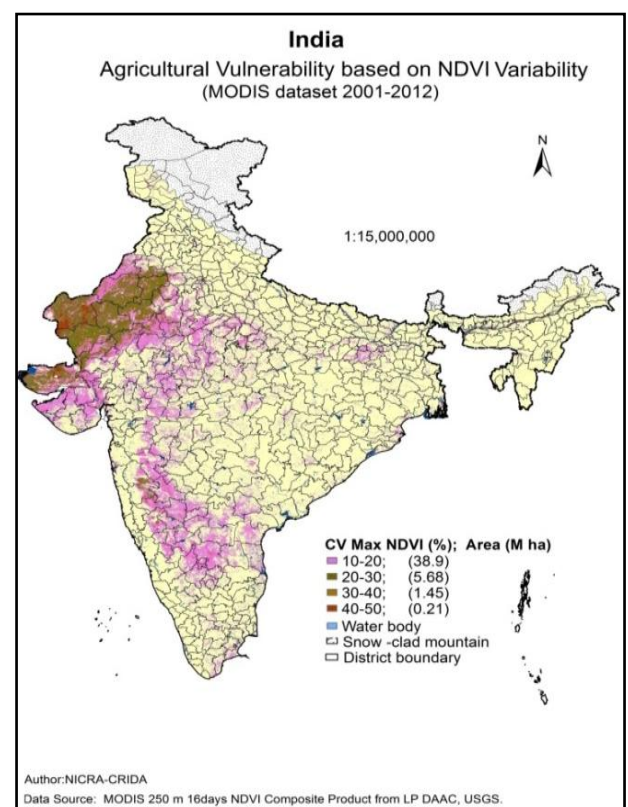 India
Agricultural Vulnerability based on NDVI Variability
(MODIS dataset 2001-2012)
N
1:15,000,000
CV Max NDVI (%); Area (M ha)
10-20; (38.9)
20-30; (5.68)
30-40; (1.45)
40-50; (0.21)
Water body
Snow -clad mountain
District boundary
Author:NICRA-CRIDA
Data Source: MODIS 250 m 16days NDVI Composite Product from LP DAAC, USGS.